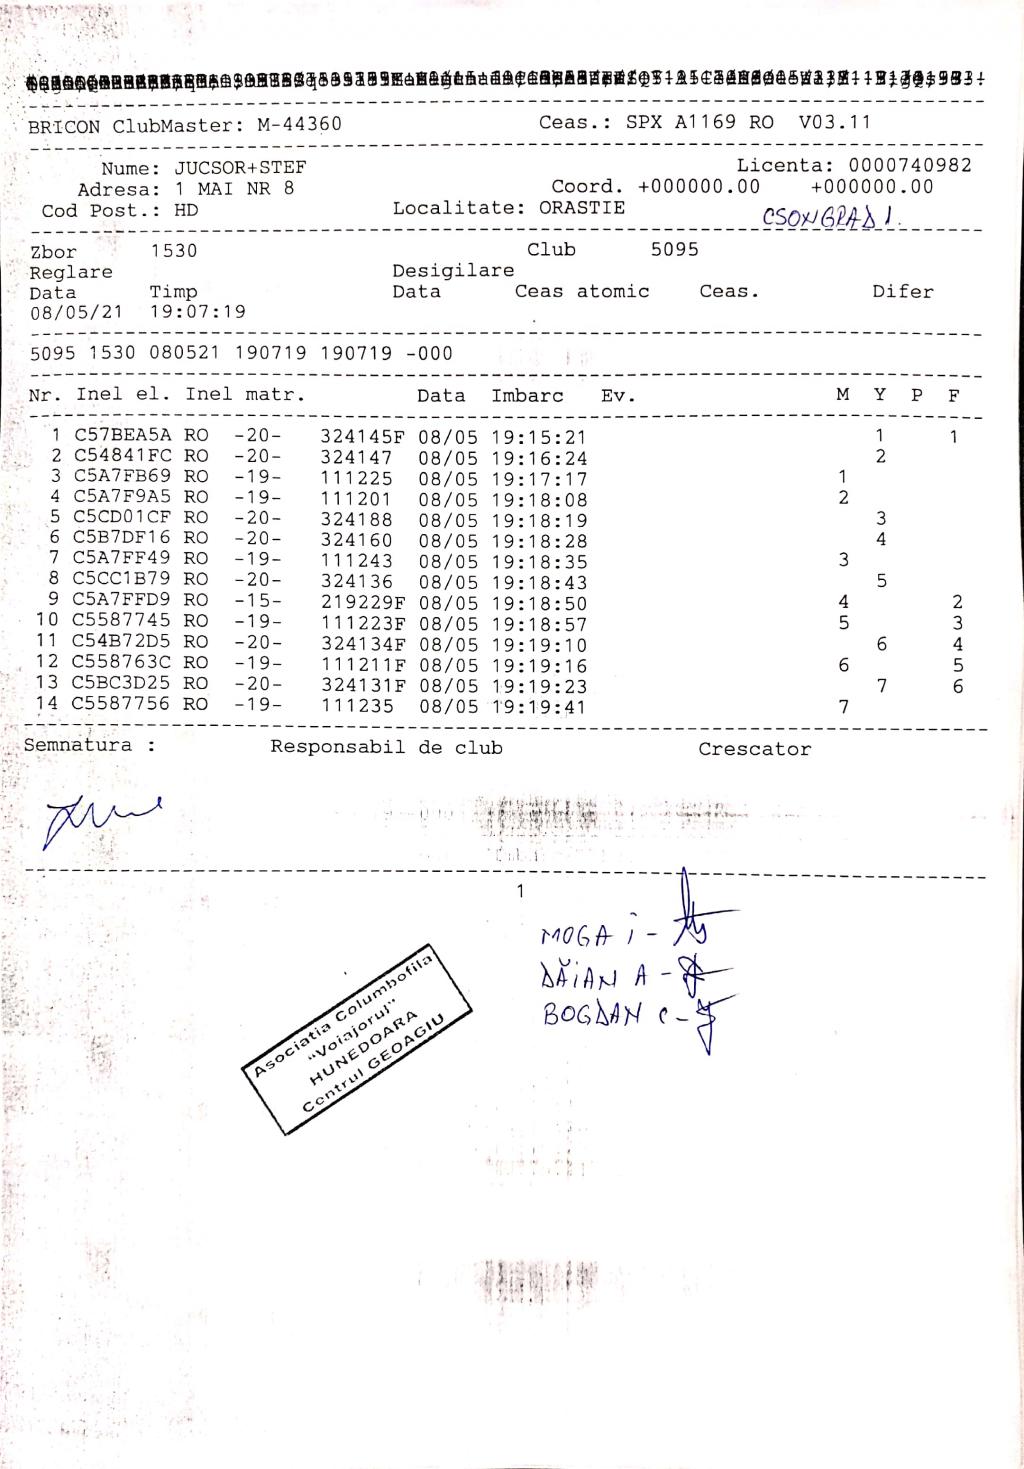 BRICON ClubMaster: M-44360 Ceas.: SPX A1169 RO V03.11
Nume: JUCSOR+STEF Licenta: 0000740982
Adresa: 1 MAI NR 8 Coord. +000000.00 +000000.00
Cod Post.: HD Localitate: ORASTIE CSONGRAD 1.
Zbor 1530 Club 5095
Reglare Desigilare
Data Timp Data Ceas atomic Ceas. Difer
08/05/21 19:07:19
5095 1530 080521 190719 190719 -000
Nr. Inel el. Inel matr. Data Imbarc Ev. M Y P F
1 C57BEA5A RO -20- 324145F 08/05 19:15:21 1 1
2 C54841FC RO -20- 324147 08/05 19:16:24 2
3 C5A7FB69 RO -19- 111225 08/05 19:17:17 1
4 C5A7F9A5 RO -19- 111201 08/05 19:18:08 2
5 C5CD01CF RO -20- 324188 08/05 19:18:19 3
6 C5B7DF16 RO -20- 324160 08/05 19:18:28 4
7 C5A7FF49 RO -19- 111243 08/05 19:18:35 3
8 C5CC1B79 RO -20- 324136 08/05 19:18:43 5
9 C5A7FFD9 RO -15- 219229F 08/05 19:18:50 4 2
10 C5587745 RO -19- 111223F 08/05 19:18:57 5 3
11 C54B72D5 RO -20- 324134F 08/05 19:19:10 6 4
12 C558763C RO -19- 111211F 08/05 19:19:16 6 5
13 C5BC3D25 RO -20- 324131F 08/05 19:19:23 7 6
14 C5587756 RO -19- 111235 08/05 19:19:41 7
Semnatura : Responsabil de club Crescator
1
MOGA i -
DĂiAN A -
BOGDAN C -
Asociatia Columbofila
"Voiajorul"
HUNEDOARA
Centrul GEOAGIU